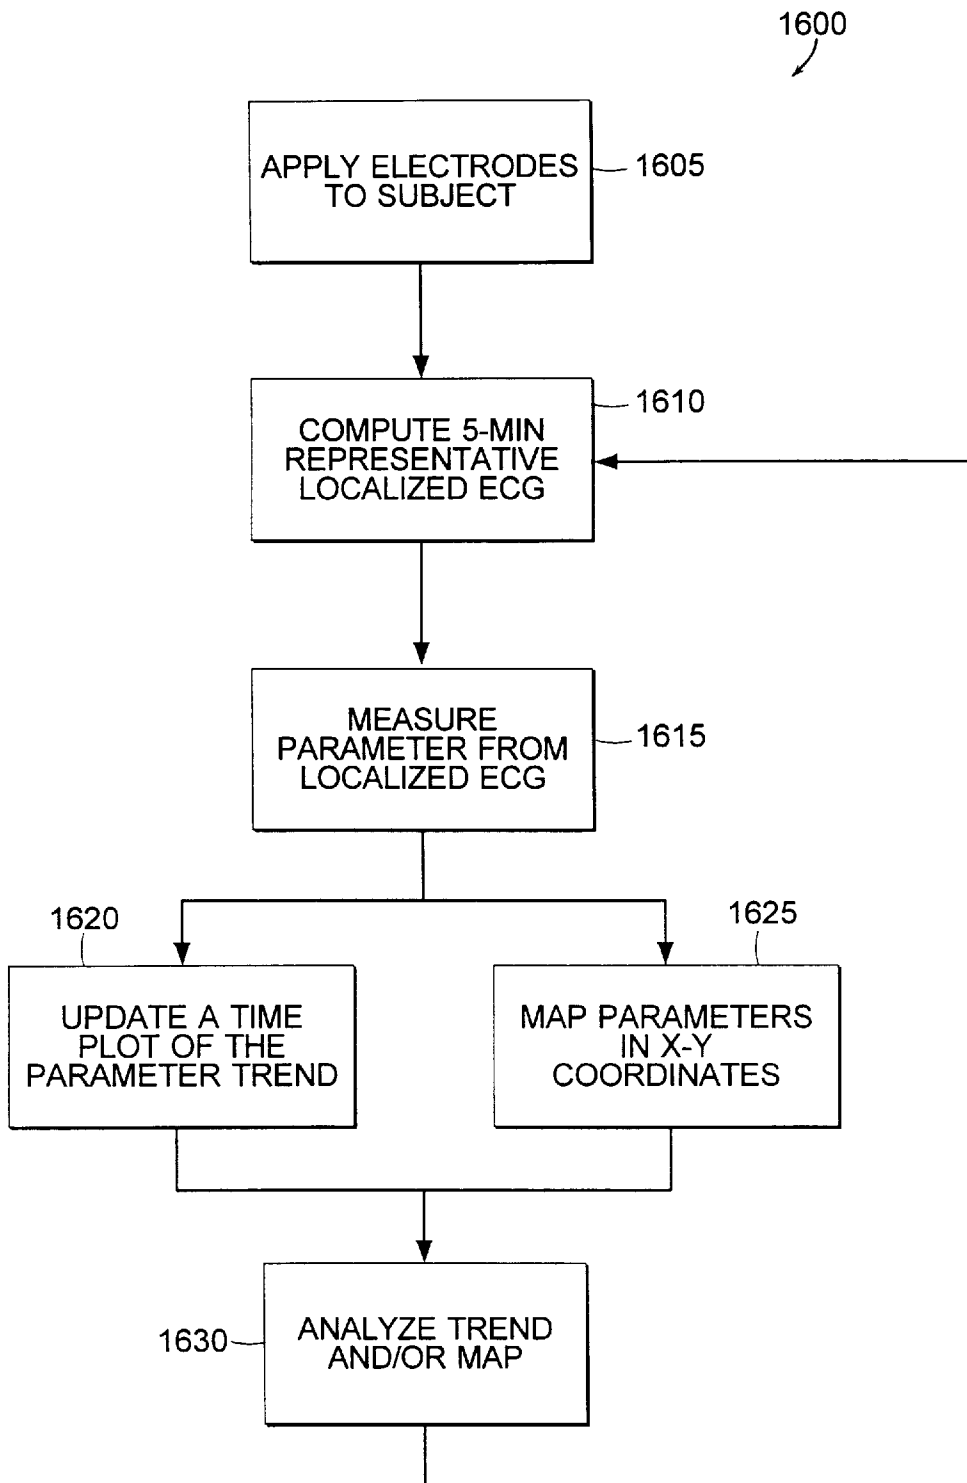 1600
APPLY ELECTRODES
TO SUBJECT
1605
COMPUTE 5-MIN
REPRESENTATIVE
LOCALIZED ECG
1610
MEASURE
PARAMETER FROM
LOCALIZED ECG
1615
1620
UPDATE A TIME
PLOT OF THE
PARAMETER TREND
1625
MAP PARAMETERS
IN X-Y
COORDINATES
1630
ANALYZE TREND
AND/OR MAP